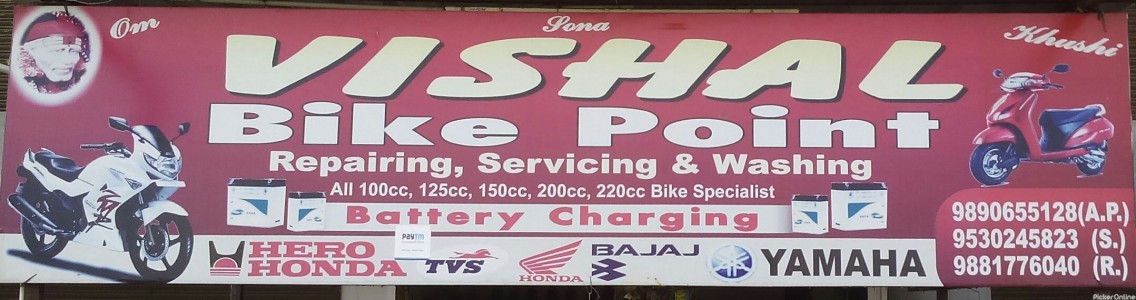 Om
Sona
Khushi
VISHAL
Bike Point
Repairing, Servicing & Washing
All 100cc, 125cc, 150cc, 200cc, 220cc Bike Specialist
Battery Charging
9890655128(A.P.)
9530245823 (S.)
9881776040 (R.)
HERO HONDA
PAYTM
TVS
HONDA
BAJAJ
YAMAHA
PickerOnline